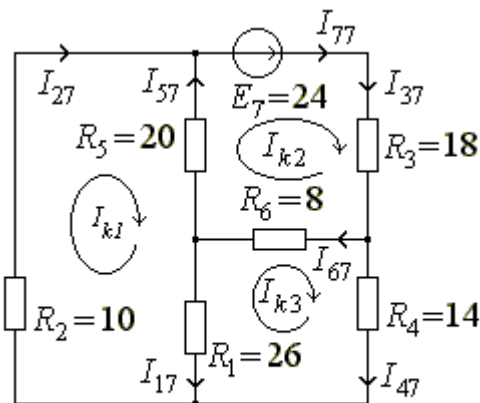 I₇₇
I₂₇ I₅₇ E₇=24 I₃₇
R₅=20 Iₖ₂ R₃=18
R₆=8
Iₖ₁
I₆₇
Iₖ₃
R₂=10 R₄=14
I₁₇ R₁=26 I₄₇